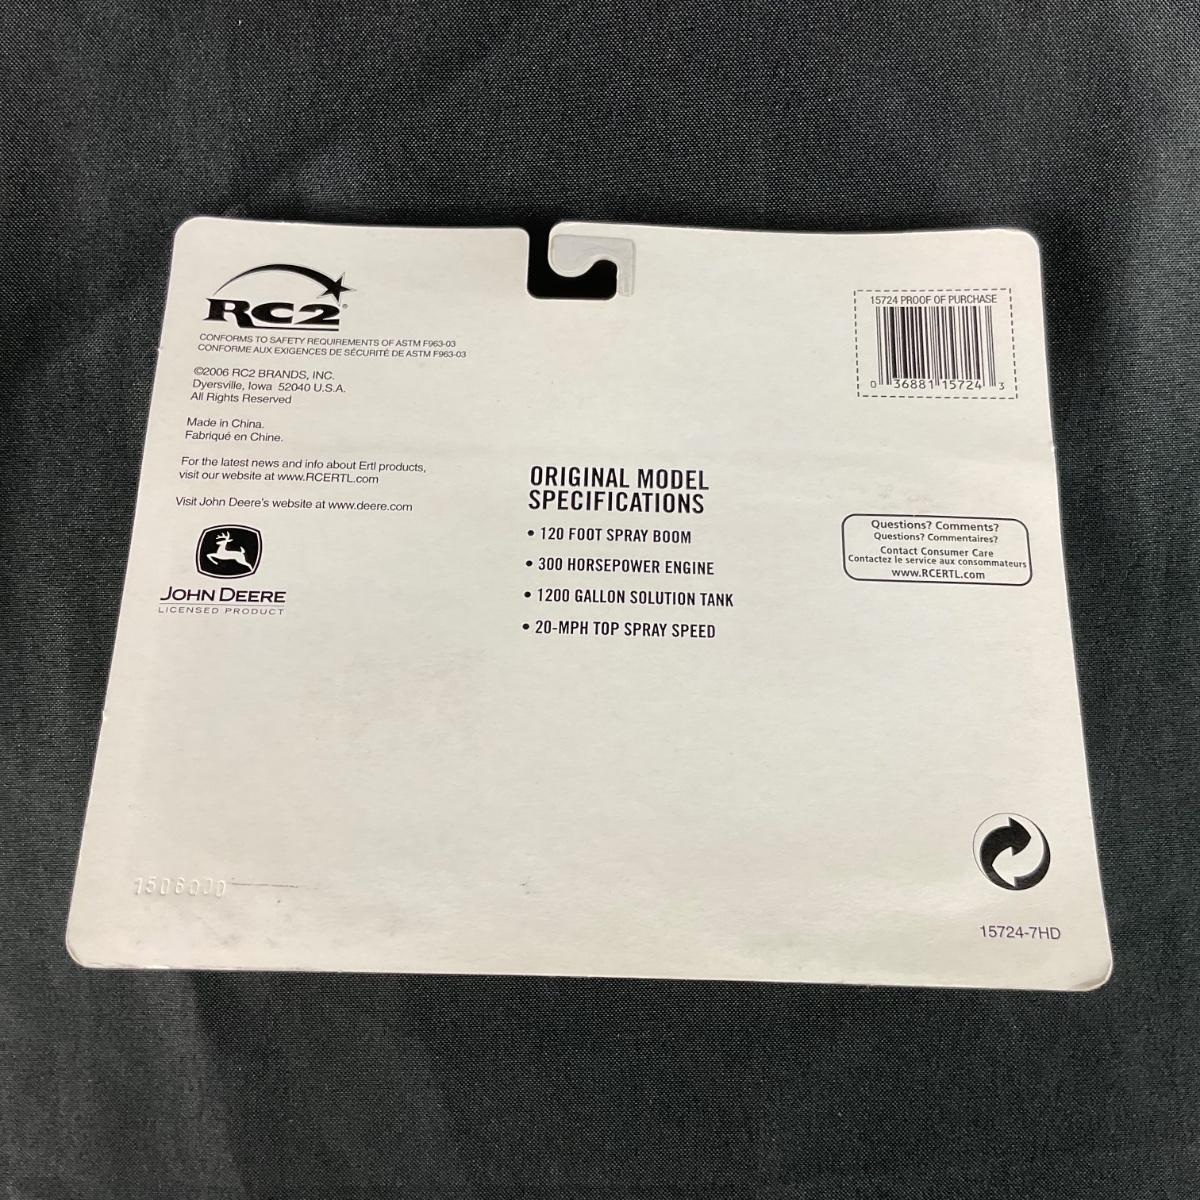 RC2
CONFORMS TO SAFETY REQUIREMENTS OF ASTM F963-03
CONFORME AUX EXIGENCES DE SÉCURITÉ DE ASTM F963-03
©2006 RC2 BRANDS, INC.
Dyersville, Iowa 52040 U.S.A.
All Rights Reserved
Made in China.
Fabriqué en Chine.
For the latest news and info about Ertl products,
visit our website at www.RCERTL.com
Visit John Deere's website at www.deere.com
JOHN DEERE
LICENSED PRODUCT
ORIGINAL MODEL
SPECIFICATIONS
• 120 FOOT SPRAY BOOM
• 300 HORSEPOWER ENGINE
• 1200 GALLON SOLUTION TANK
• 20-MPH TOP SPRAY SPEED
15724 PROOF OF PURCHASE
0 36881 15724 3
Questions? Comments?
Questions? Commentaires?
Contact Consumer Care
Contactez le service aux consommateurs
www.RCERTL.com
15724-7HD